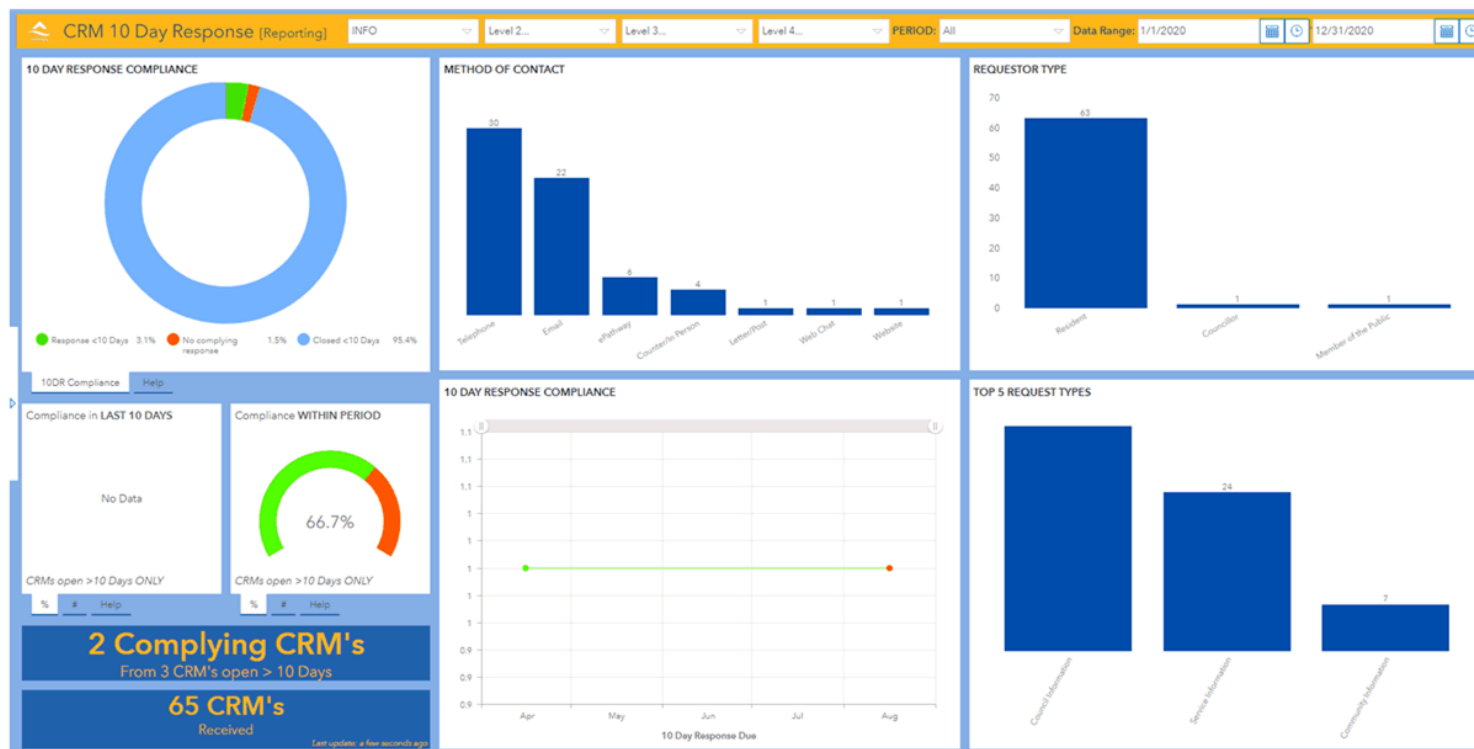 CRM 10 Day Response [Reporting]
INFO
Level 2...
Level 3...
Level 4...
PERIOD: All
Data Range: 1/1/2020
12/31/2020
10 DAY RESPONSE COMPLIANCE
Response <10 Days 3.1%
No complying response 1.5%
Closed <10 Days 95.4%
10DR Compliance
Help
METHOD OF CONTACT
30
22
6
4
1
1
1
Telephone
Email
ePathway
Counter/In Person
Letter/Post
Web Chat
Website
REQUESTOR TYPE
70
60
50
40
30
20
10
0
63
1
1
Resident
Councillor
Member of the Public
Compliance in LAST 10 DAYS
No Data
CRMs open >10 Days ONLY
%
#
Help
Compliance WITHIN PERIOD
66.7%
CRMs open >10 Days ONLY
%
#
Help
2 Complying CRM's
From 3 CRM's open > 10 Days
65 CRM's
Received
Last update: a few seconds ago
10 DAY RESPONSE COMPLIANCE
1.1
1.1
1.1
1
1
1
1
1
0.9
0.9
0.9
Apr
May
Jun
Jul
Aug
10 Day Response Due
TOP 5 REQUEST TYPES
24
7
Council Information
Service Information
Community Information